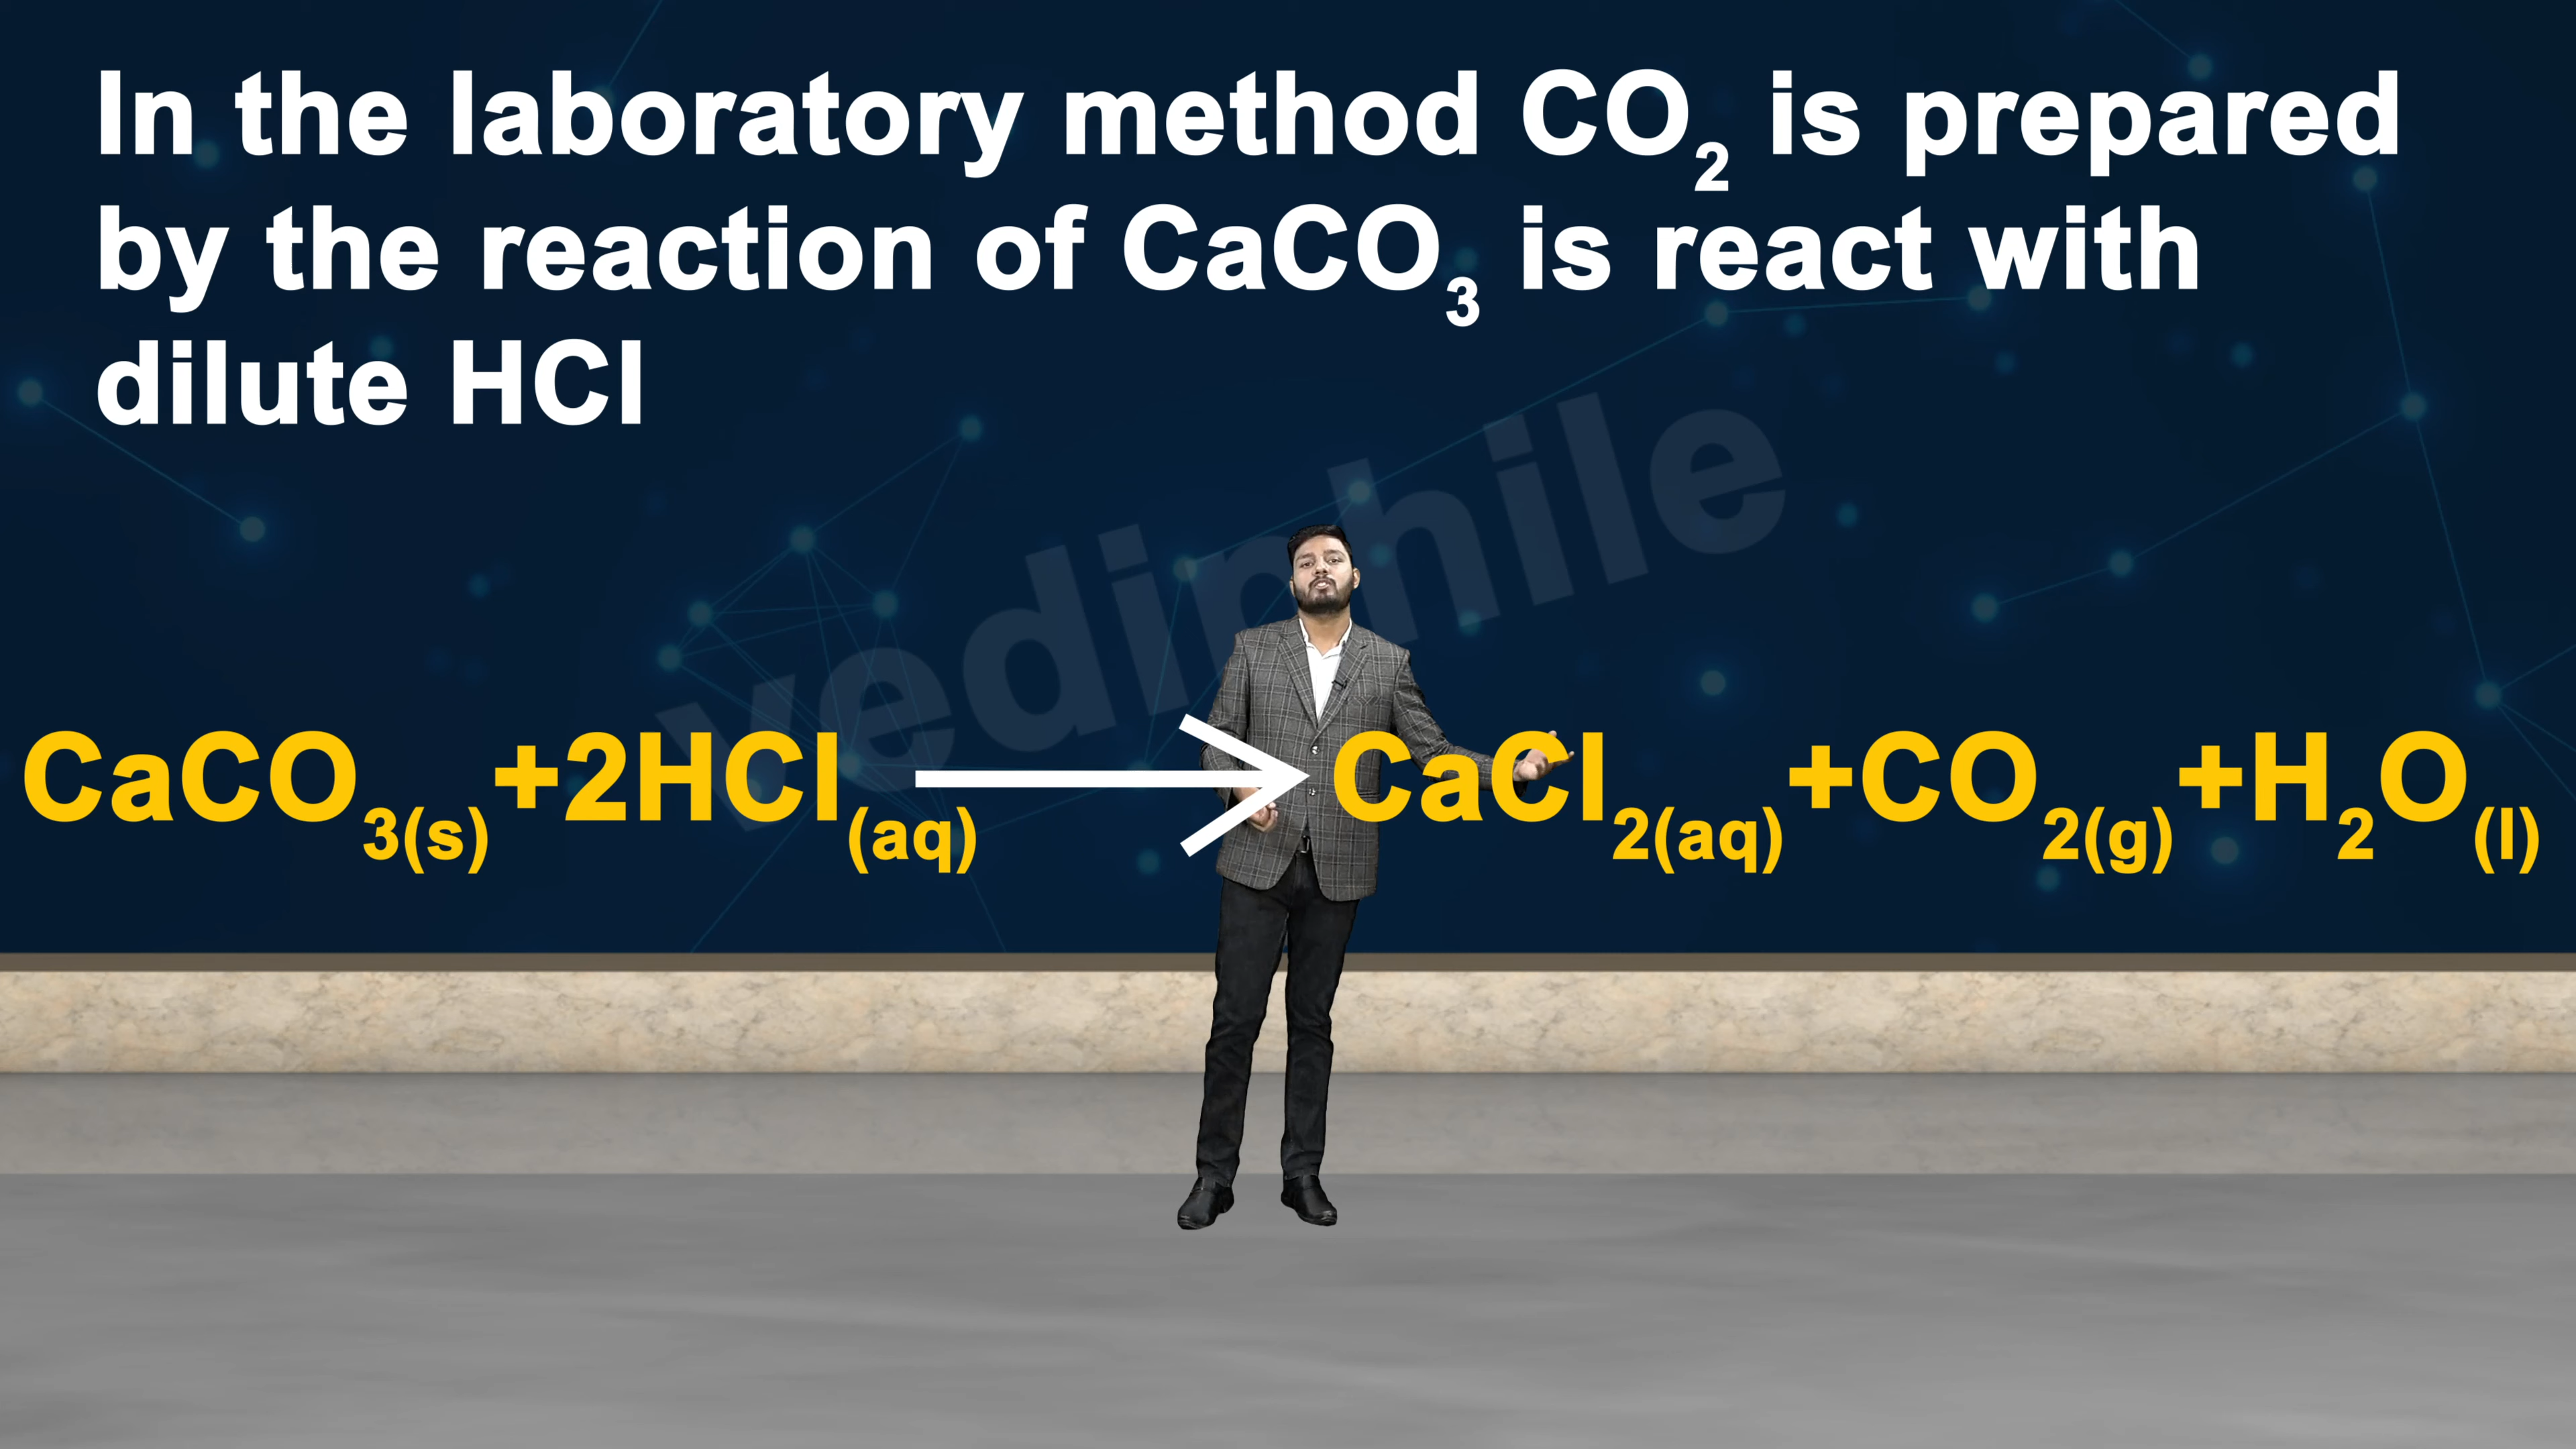 In the laboratory method CO₂ is prepared
by the reaction of CaCO₃ is react with
dilute HCl
vediphile
CaCO₃(s)+2HCl(aq) → CaCl₂(aq)+CO₂(g)+H₂O(l)